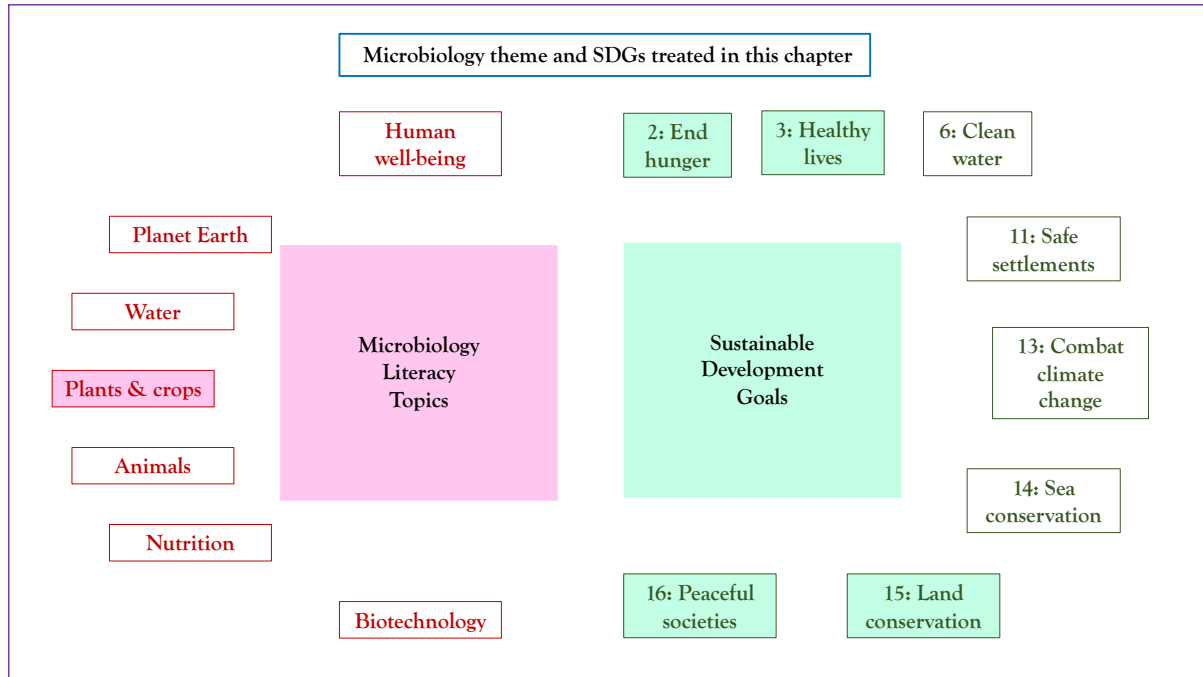 Microbiology theme and SDGs treated in this chapter
Human
well-being
2: End
hunger
3: Healthy
lives
6: Clean
water
Planet Earth
11: Safe
settlements
Water
Microbiology
Literacy
Topics
Sustainable
Development
Goals
13: Combat
climate
change
Plants & crops
Animals
14: Sea
conservation
Nutrition
Biotechnology
16: Peaceful
societies
15: Land
conservation